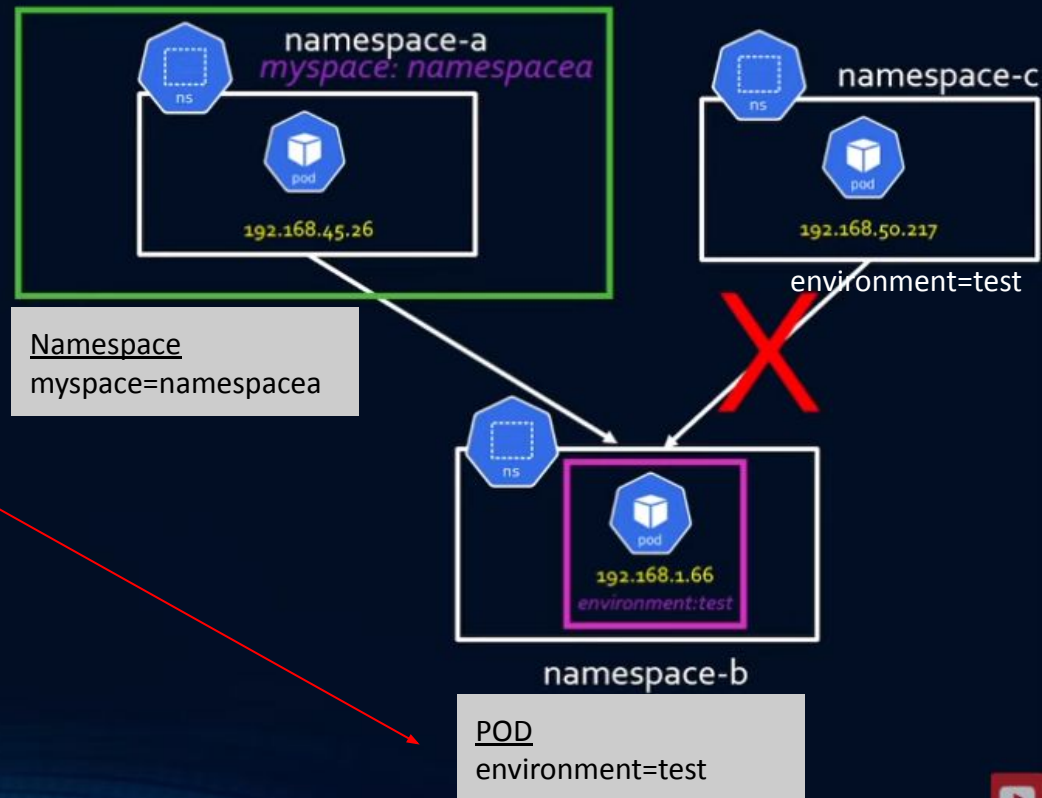 namespace-a
myspace: namespacea
ns
pod
192.168.45.26
namespace-c
ns
pod
192.168.50.217
environment=test
Namespace
myspace=namespacea
X
ns
pod
192.168.1.66
environment:test
namespace-b
POD
environment=test